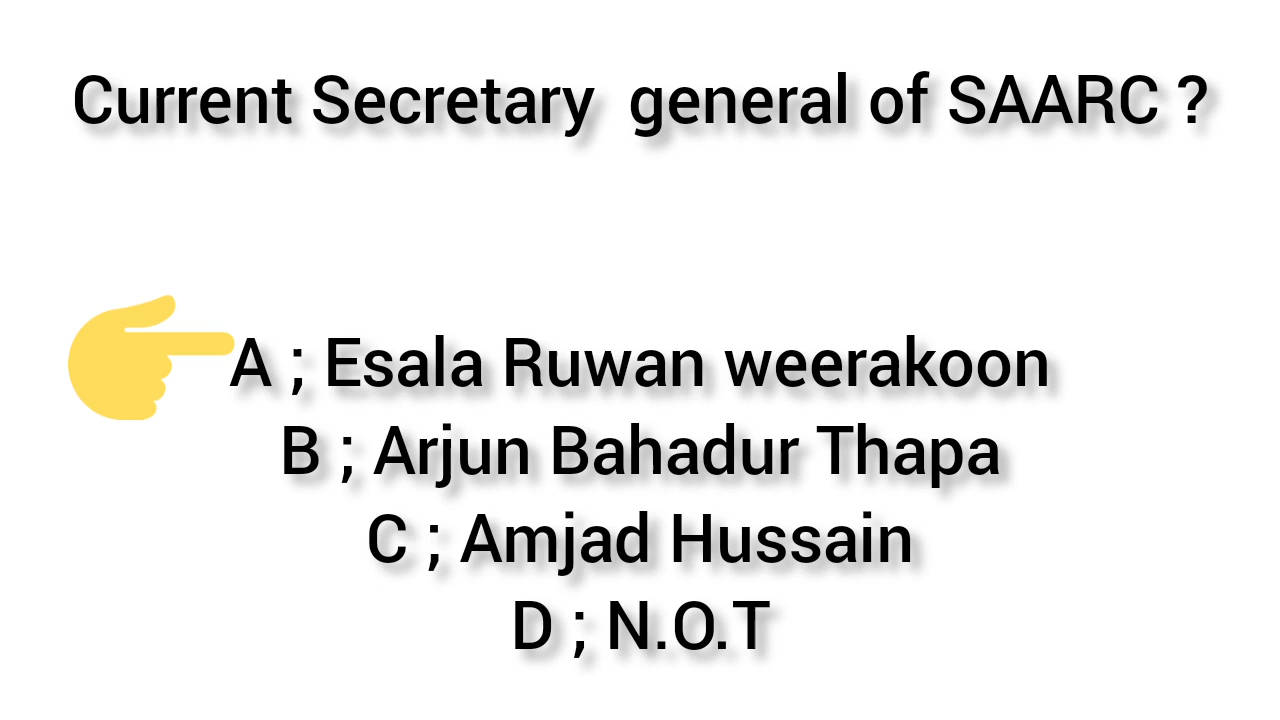 Current Secretary general of SAARC ?
A ; Esala Ruwan weerakoon
B ; Arjun Bahadur Thapa
C ; Amjad Hussain
D ; N.O.T